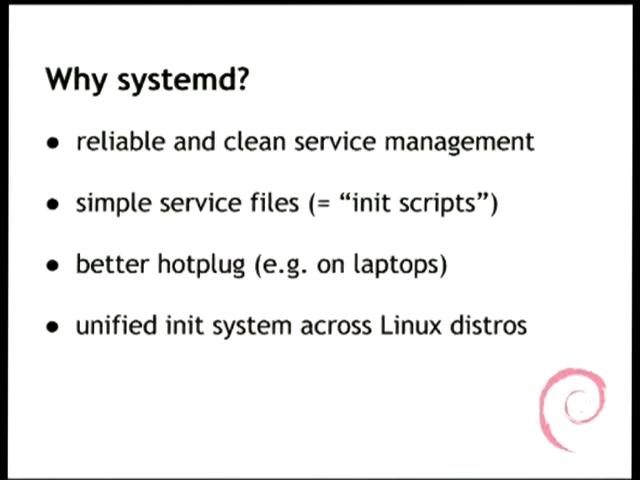 Why systemd?
● reliable and clean service management
● simple service files (= “init scripts”)
● better hotplug (e.g. on laptops)
● unified init system across Linux distros